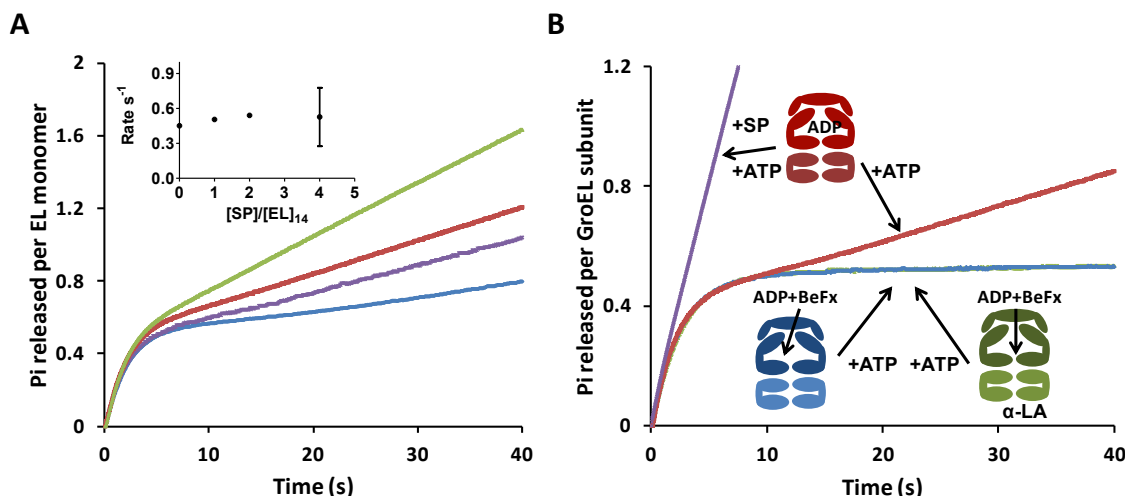 A
Pi released per EL monomer
2
1.6
1.2
0.8
0.4
0
0 10 20 30 40
Time (s)
Rate s-1
0.9
0.6
0.3
0.0
0 1 2 3 4 5
[SP]/[EL]14
B
Pi released per GroEL subunit
1.2
0.8
0.4
0
0 10 20 30 40
Time (s)
+SP
+ATP
ADP
+ATP
ADP+BeFx
+ATP
+ATP
ADP+BeFx
α-LA